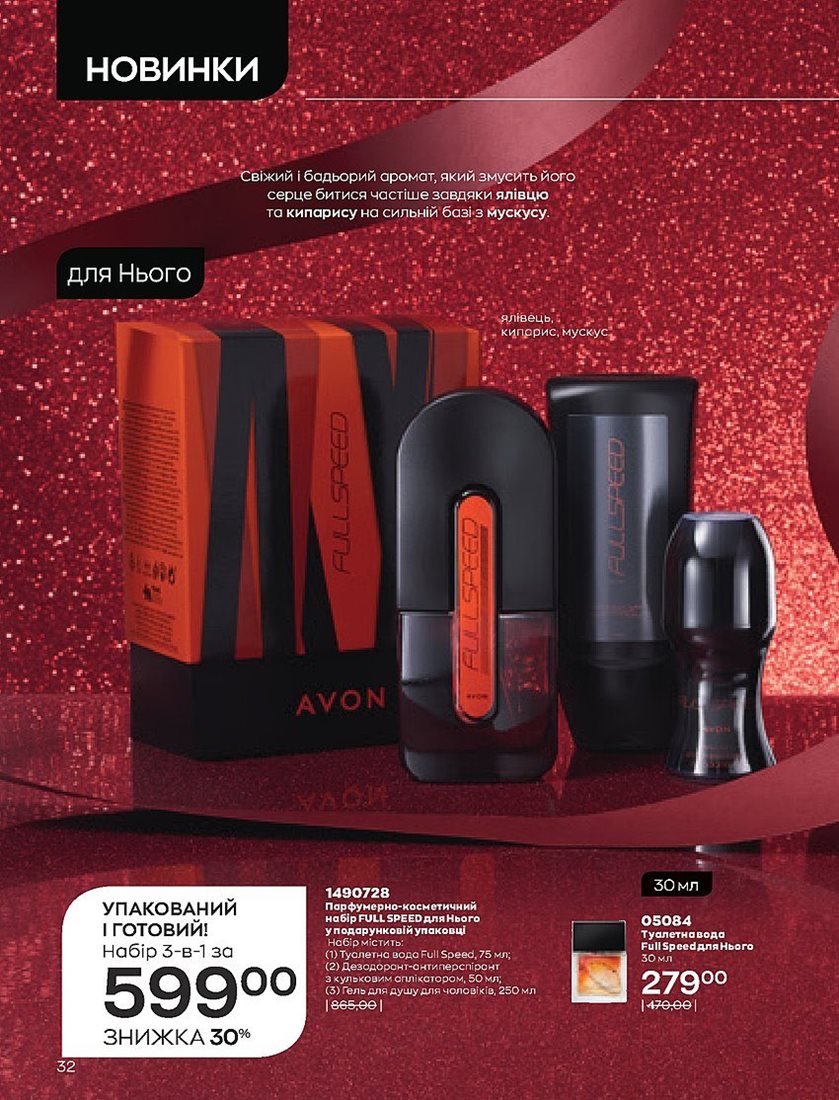 НОВИНКИ
Свіжий і бадьорий аромат, який змусить його
серце битися частіше завдяки ялівцю
та кипарису на сильній базі з мускусу.
для Нього
ялівець,
кипарис, мускус
FULL SPEED
AVON
FULL SPEED
AVON
FULL SPEED
FULL SPEED
AVON
УПАКОВАНИЙ
І ГОТОВИЙ!
Набір 3-в-1 за
599⁰⁰
ЗНИЖКА 30%
1490728
Парфумерно-косметичний
набір FULL SPEED для Нього
у подарунковій упаковці
Набір містить:
(1) Туалетна вода Full Speed, 75 мл;
(2) Дезодорант-антиперспірант
з кульковим аплікатором, 50 мл;
(3) Гель для душу для чоловіків, 250 мл
| 865,00 |
30 мл
05084
Туалетна вода
Full Speed для Нього
30 мл
279⁰⁰
| 470,00 |
32